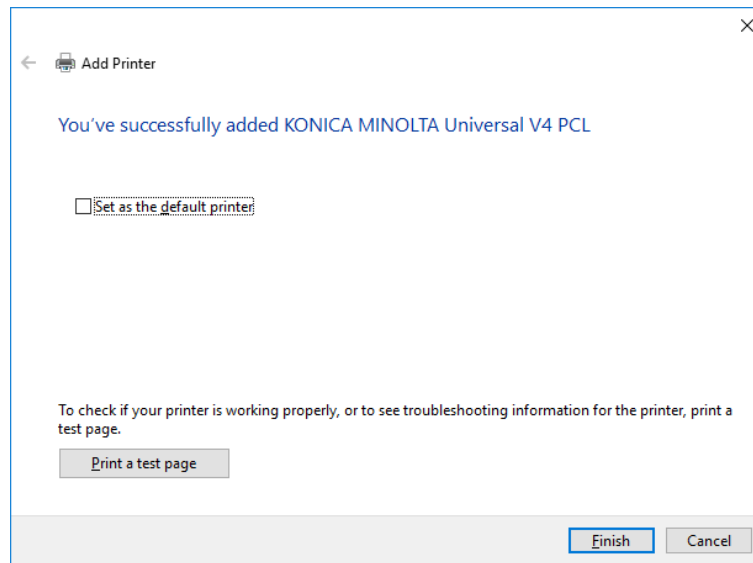 Add Printer
You've successfully added KONICA MINOLTA Universal V4 PCL
Set as the default printer
To check if your printer is working properly, or to see troubleshooting information for the printer, print a
test page.
Print a test page
Finish Cancel